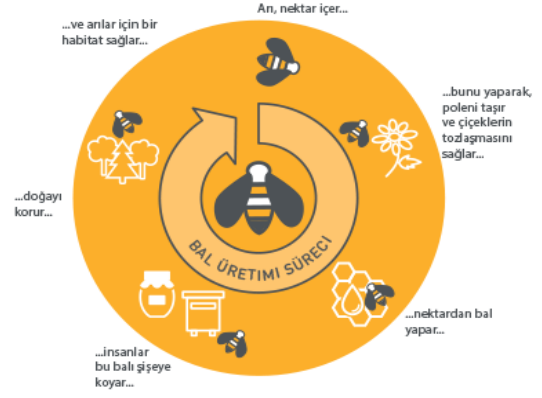 Arı, nektar içer...
...bunu yaparak,
poleni taşır
ve çiçeklerin
tozlaşmasını
sağlar...
...nektardan bal
yapar...
...insanlar
bu balı şişeye
koyar...
...doğayı
korur...
...ve arılar için bir
habitat sağlar...
BAL ÜRETIMI SÜRECI